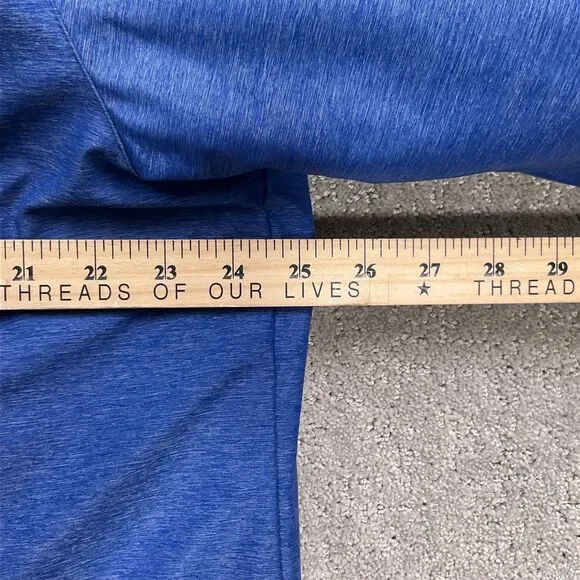 21 22 23 24 25 26 27 28 29
THREADS OF OUR LIVES ★ THREAD